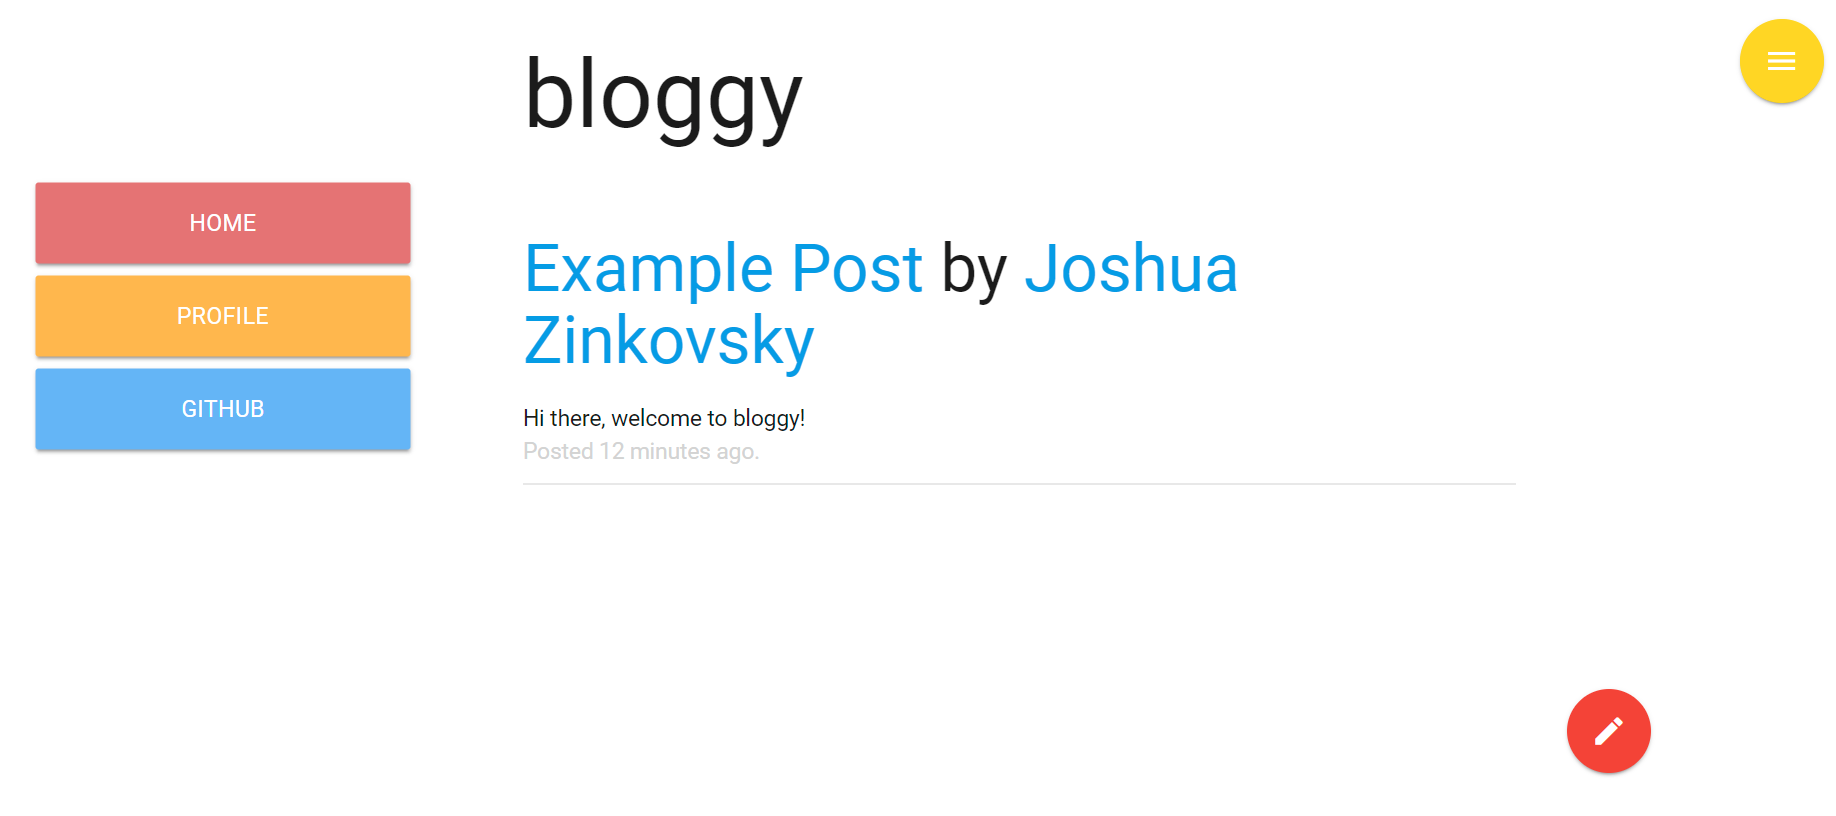 bloggy
HOME
PROFILE
GITHUB
Example Post by Joshua
Zinkovsky
Hi there, welcome to bloggy!
Posted 12 minutes ago.